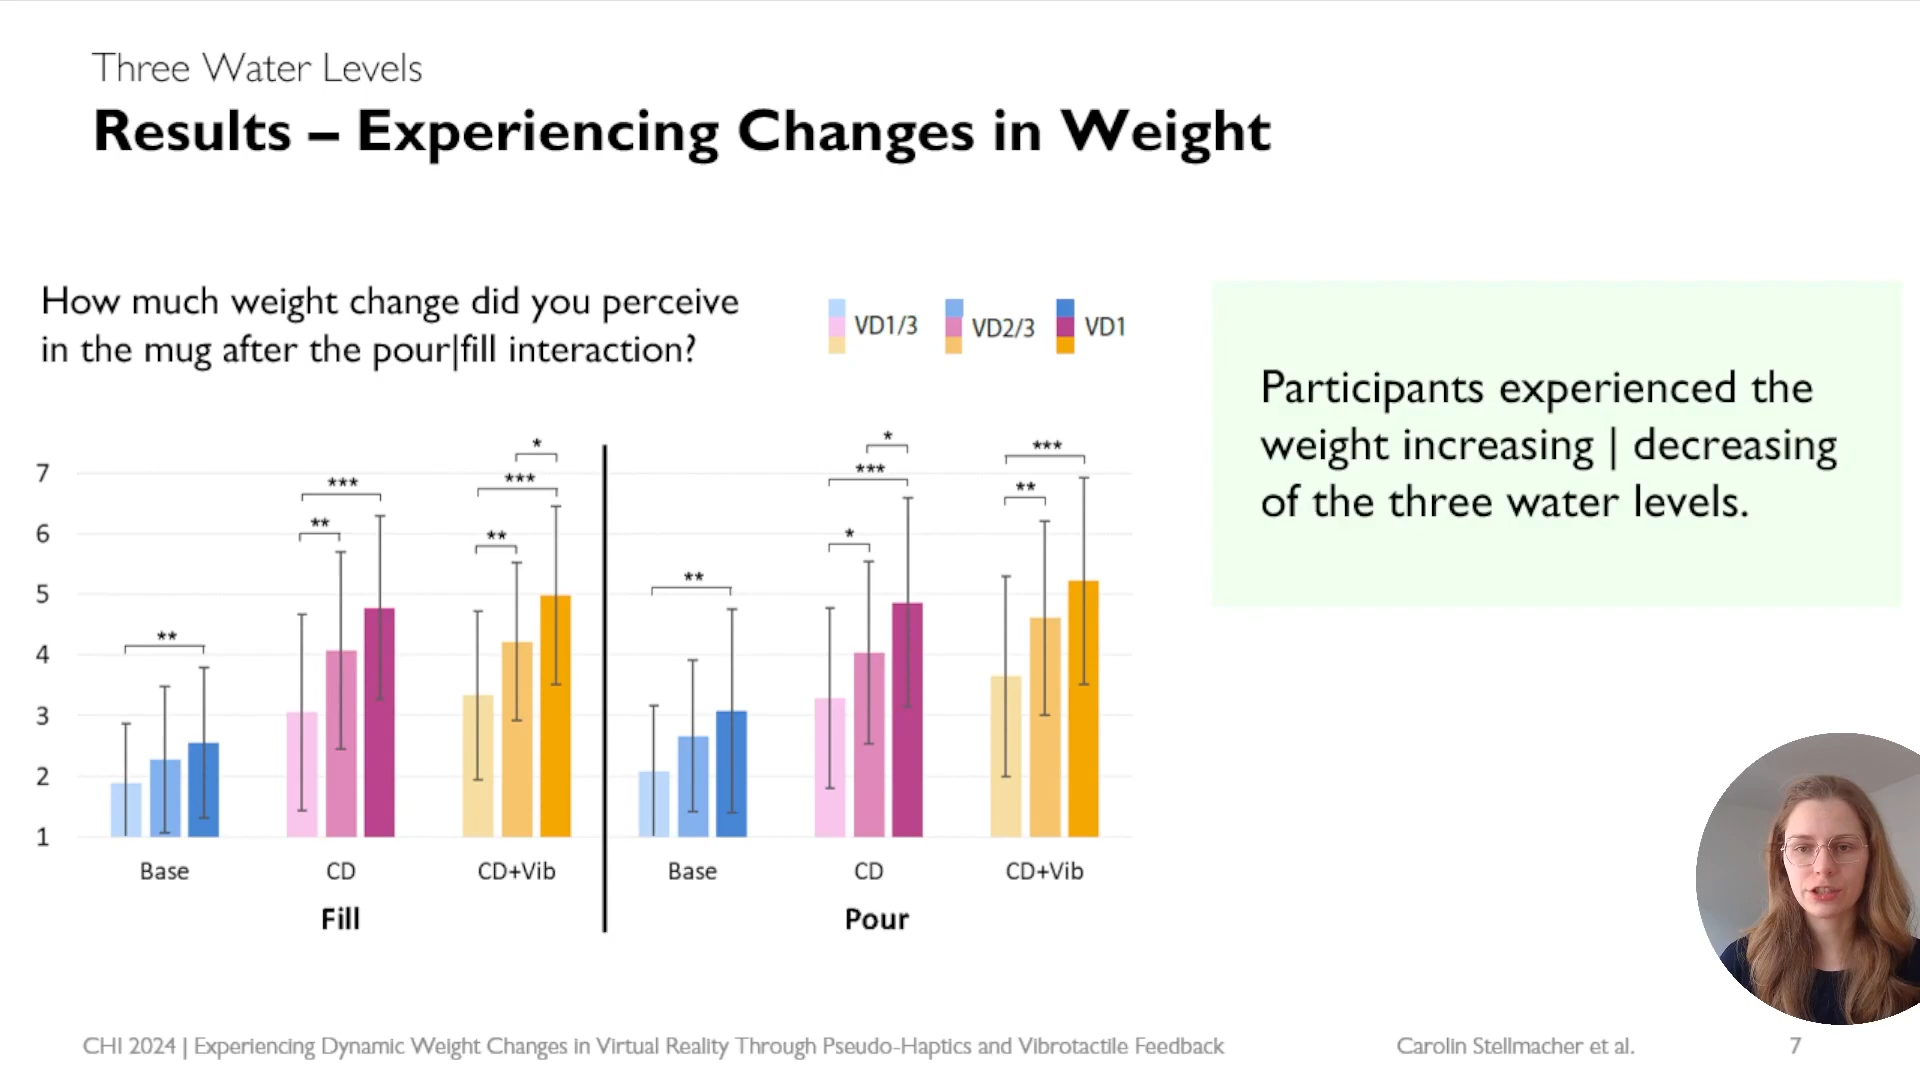 Three Water Levels
Results – Experiencing Changes in Weight
How much weight change did you perceive
in the mug after the pour|fill interaction?
VD1/3 VD2/3 VD1
Participants experienced the
weight increasing | decreasing
of the three water levels.
7
6
5
4
3
2
1
** ** *** ** *** *
** * *** * ** ***
Base CD CD+Vib Base CD CD+Vib
Fill Pour
CHI 2024 | Experiencing Dynamic Weight Changes in Virtual Reality Through Pseudo-Haptics and Vibrotactile Feedback Carolin Stellmacher et al. 7